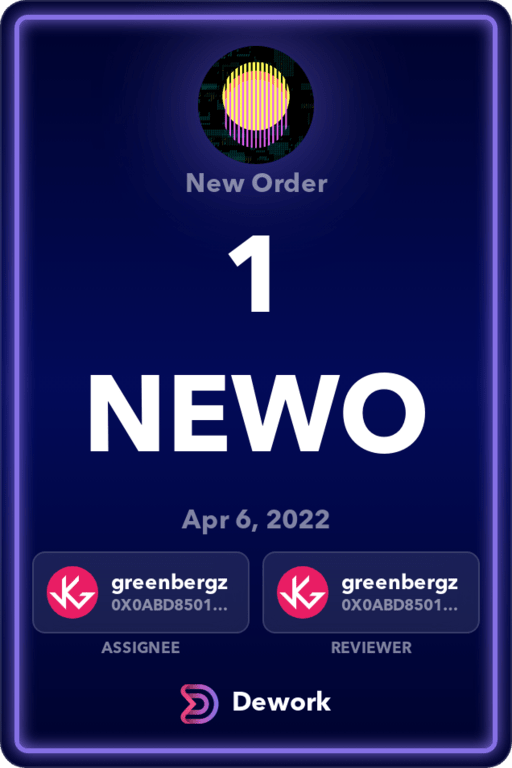 New Order
1
NEWO
Apr 6, 2022
greenbergz
0X0ABD8501...
ASSIGNEE
greenbergz
0X0ABD8501...
REVIEWER
Dework